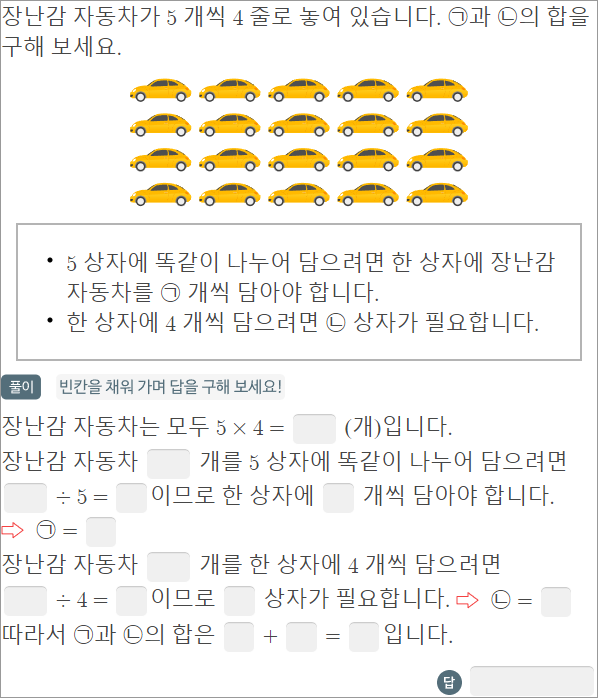 장난감 자동차가 5 개씩 4 줄로 놓여 있습니다. ㉠과 ㉡의 합을
구해 보세요.
• 5 상자에 똑같이 나누어 담으려면 한 상자에 장난감
자동차를 ㉠ 개씩 담아야 합니다.
• 한 상자에 4 개씩 담으려면 ㉡ 상자가 필요합니다.
풀이 빈칸을 채워 가며 답을 구해 보세요!
장난감 자동차는 모두 5 × 4 = (개)입니다.
장난감 자동차 개를 5 상자에 똑같이 나누어 담으려면
÷ 5 = 이므로 한 상자에 개씩 담아야 합니다.
⇨ ㉠ =
장난감 자동차 개를 한 상자에 4 개씩 담으려면
÷ 4 = 이므로 상자가 필요합니다. ⇨ ㉡ =
따라서 ㉠과 ㉡의 합은 + = 입니다.
답